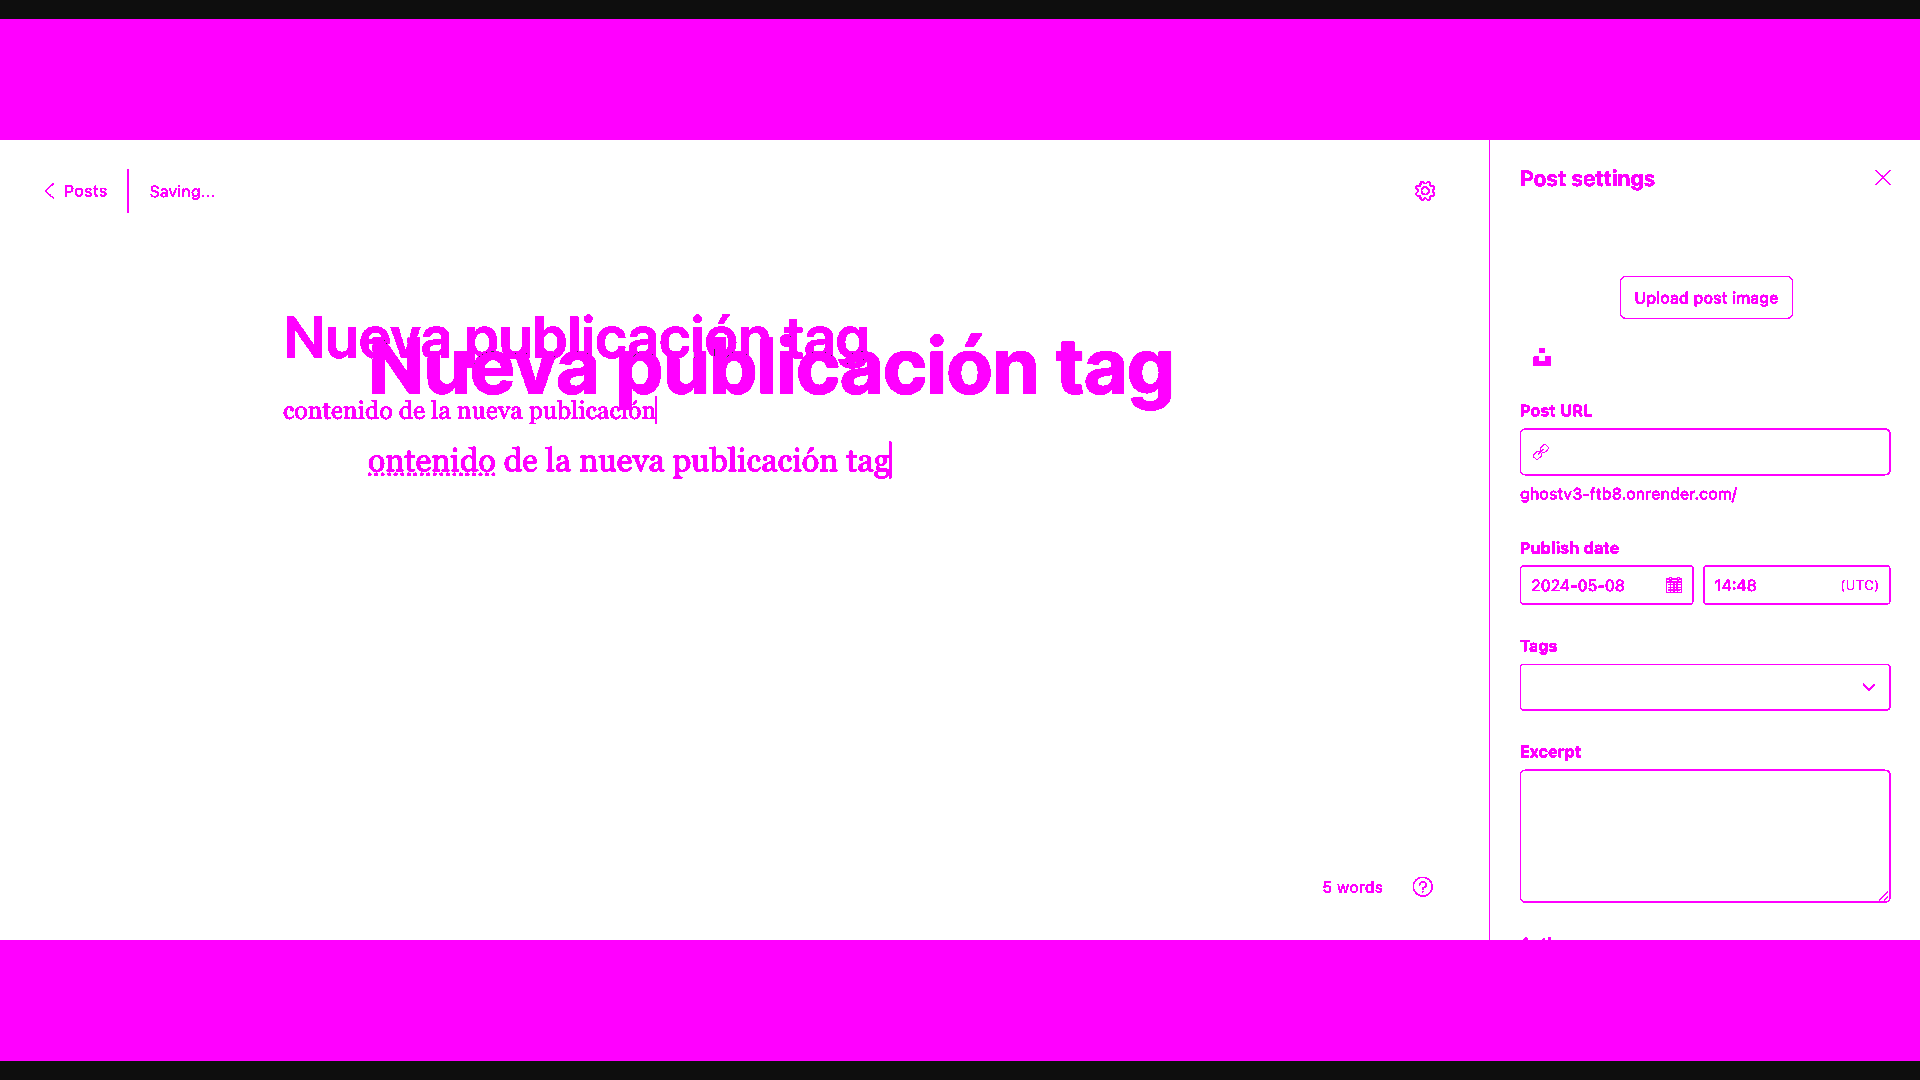 Posts
Saving...
Nueva publicación tag
Nueva publicación tag
contenido de la nueva publicación
ontenido de la nueva publicación tag
5 words
Post settings
Upload post image
Post URL
ghostv3-ftb8.onrender.com/
Publish date
2024-05-08
14:48 (UTC)
Tags
Excerpt